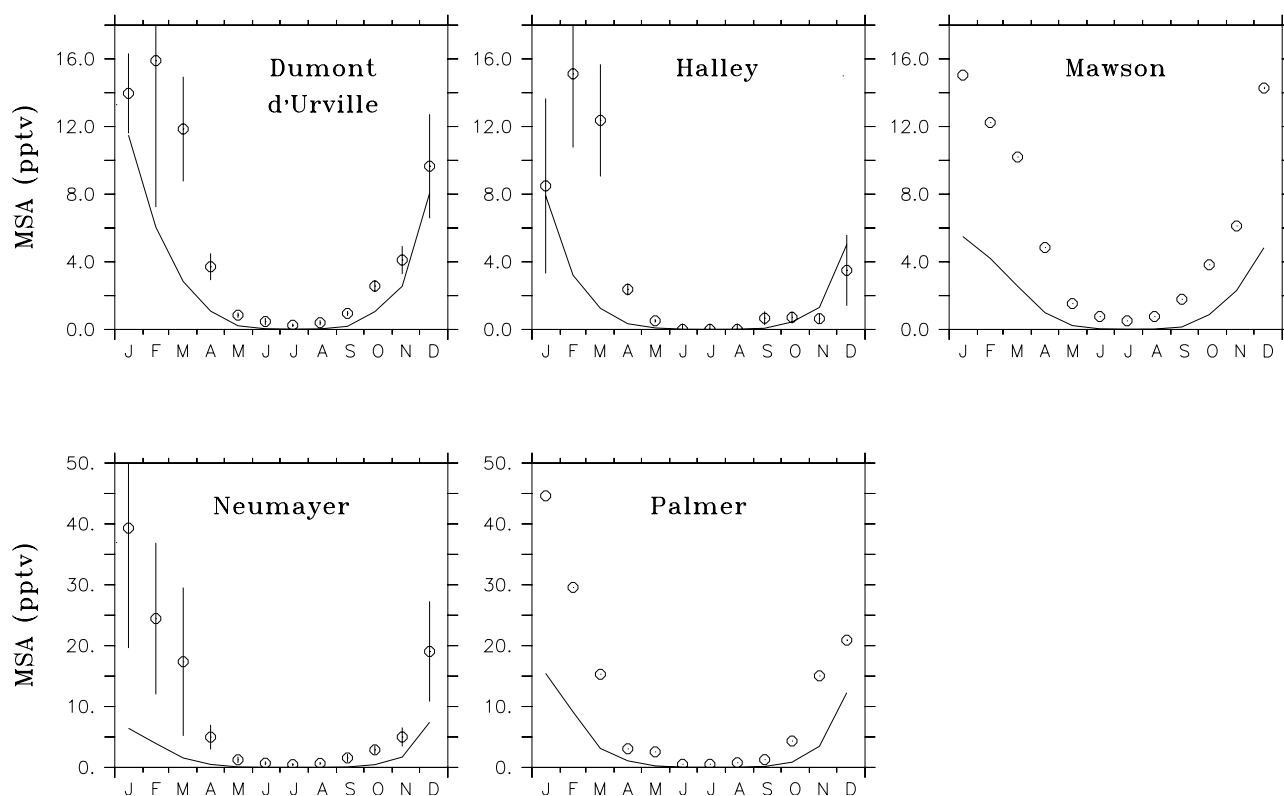 Dumont
d'Urville
MSA (pptv)
16.0
12.0
8.0
4.0
0.0
J F M A M J J A S O N D
Halley
16.0
12.0
8.0
4.0
0.0
J F M A M J J A S O N D
Mawson
16.0
12.0
8.0
4.0
0.0
J F M A M J J A S O N D
Neumayer
MSA (pptv)
50.
40.
30.
20.
10.
0.
J F M A M J J A S O N D
Palmer
50.
40.
30.
20.
10.
0.
J F M A M J J A S O N D